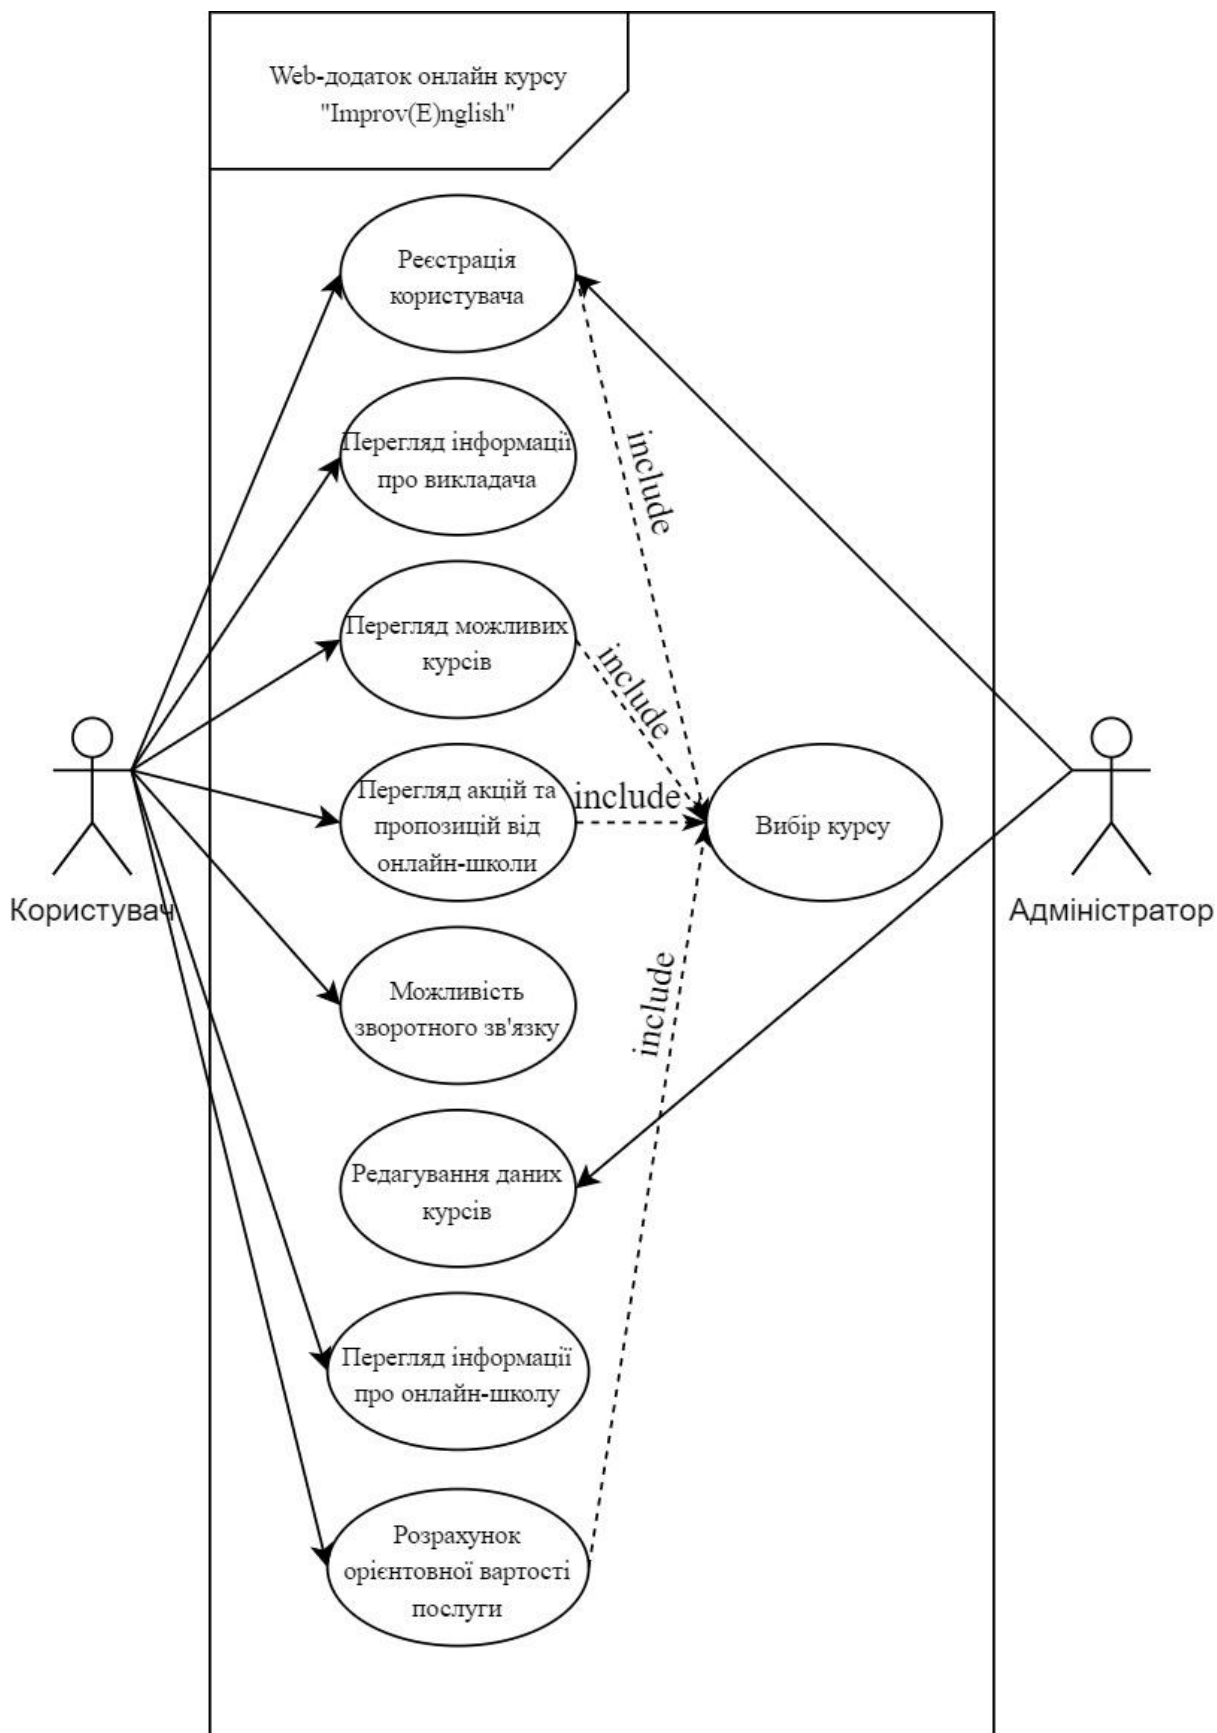 Web-додаток онлайн курсу
"Improv(E)nglish"
Реєстрація
користувача
Перегляд інформації
про викладача
include
Перегляд можливих
курсів
include
Перегляд акцій та
пропозицій від
онлайн-школи
include
Вибір курсу
Користувач
Адміністратор
Можливість
зворотного зв'язку
include
Редагування даних
курсів
Перегляд інформації
про онлайн-школу
Розрахунок
орієнтовної вартості
послуги